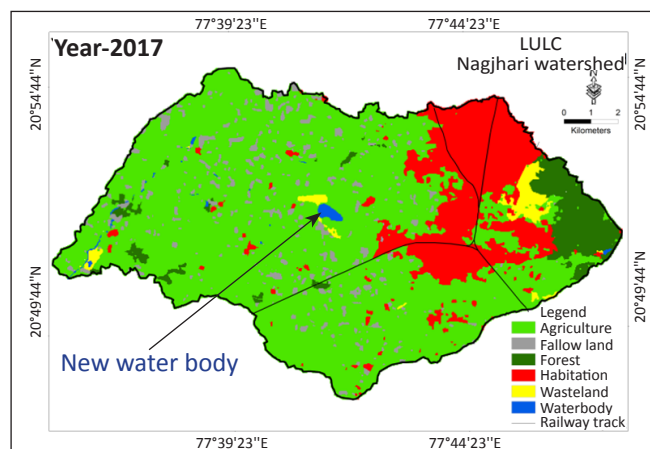 77°39'23''E 77°44'23''E
Year-2017
LULC
Nagjhari watershed
N
20°54'44''N
20°54'44''N
0 1 2
Kilometers
20°49'44''N
20°49'44''N
New water body
Legend
Agriculture
Fallow land
Forest
Habitation
Wasteland
Waterbody
Railway track
77°39'23''E 77°44'23''E